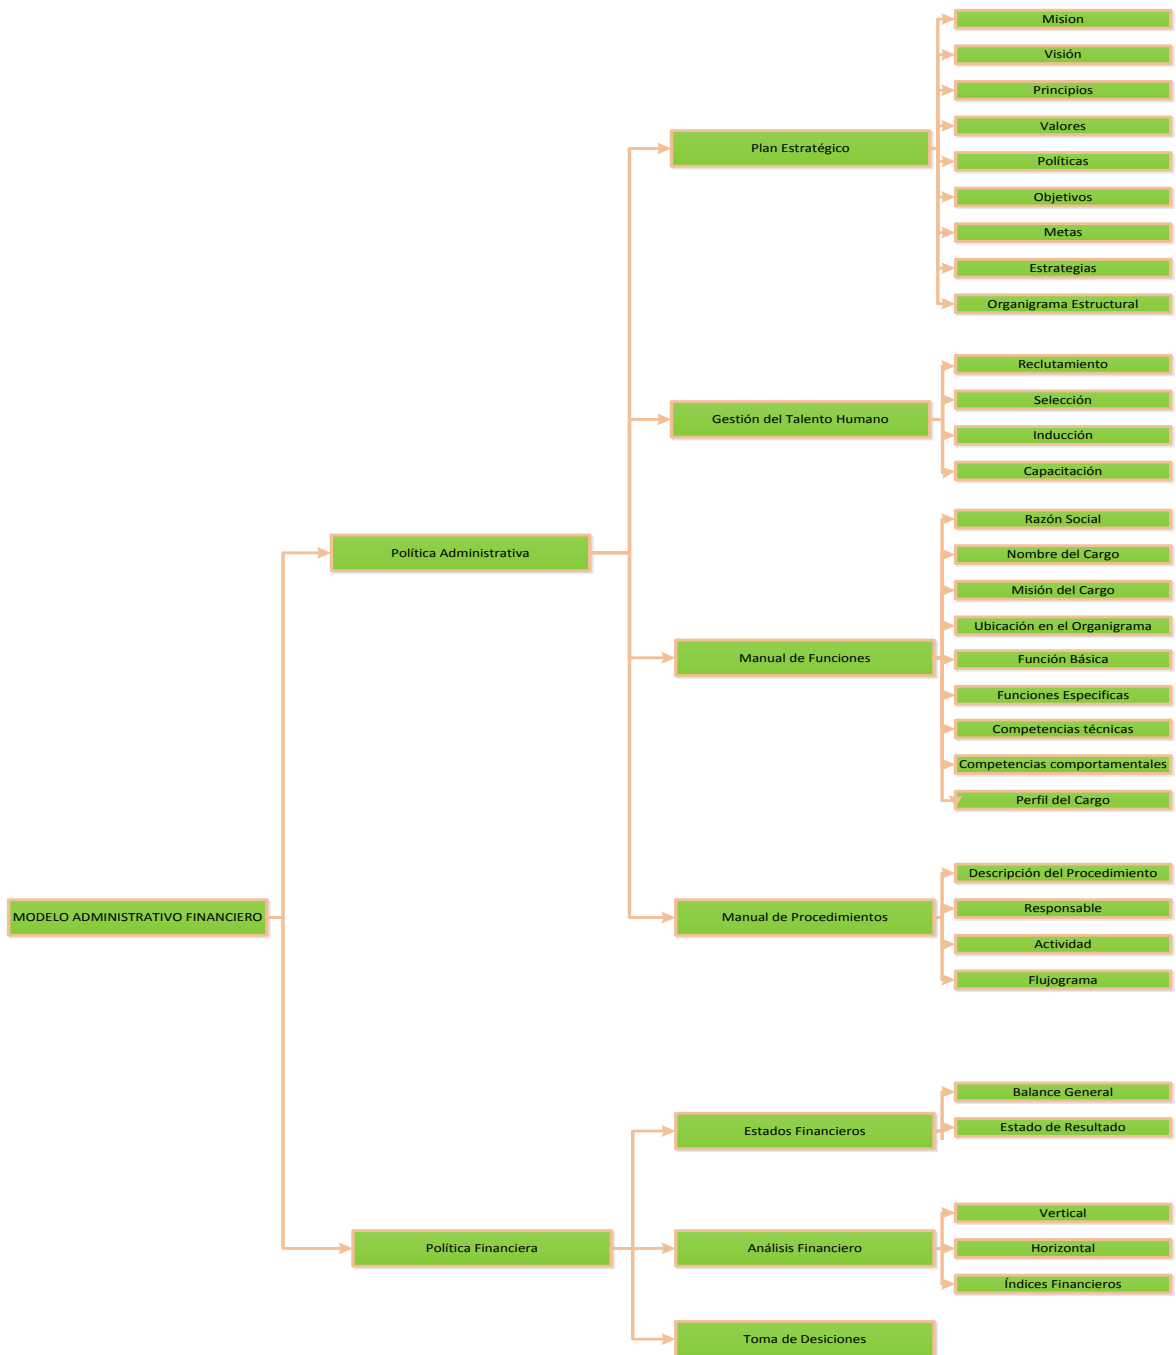 MODELO ADMINISTRATIVO FINANCIERO
Política Administrativa
Plan Estratégico
Mision
Visión
Principios
Valores
Políticas
Objetivos
Metas
Estrategias
Organigrama Estructural
Gestión del Talento Humano
Reclutamiento
Selección
Inducción
Capacitación
Manual de Funciones
Razón Social
Nombre del Cargo
Misión del Cargo
Ubicación en el Organigrama
Función Básica
Funciones Especificas
Competencias técnicas
Competencias comportamentales
Perfil del Cargo
Manual de Procedimientos
Descripción del Procedimiento
Responsable
Actividad
Flujograma
Política Financiera
Estados Financieros
Balance General
Estado de Resultado
Análisis Financiero
Vertical
Horizontal
Índices Financieros
Toma de Desiciones